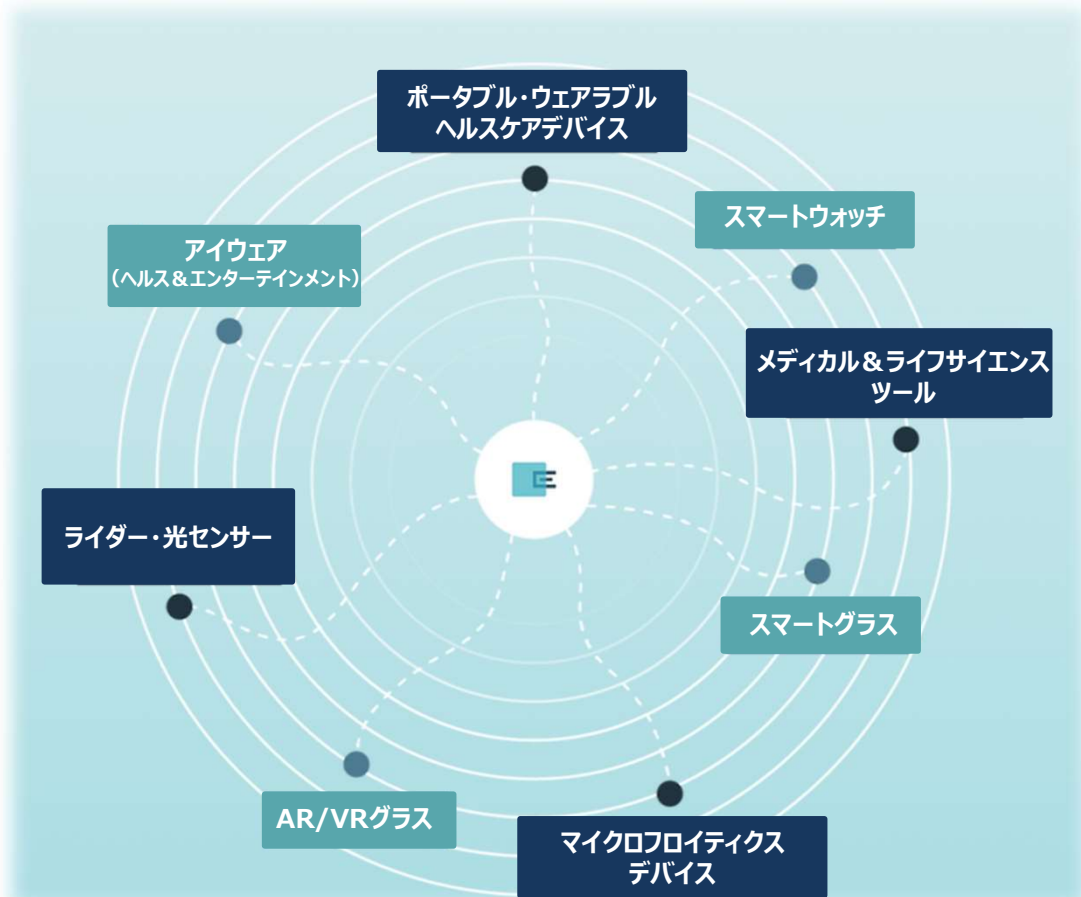 ポータブル・ウェアラブル
ヘルスケアデバイス
スマートウォッチ
アイウェア
（ヘルス＆エンターテインメント）
メディカル＆ライフサイエンス
ツール
ライダー・光センサー
スマートグラス
AR/VRグラス
マイクロフロイティクス
デバイス